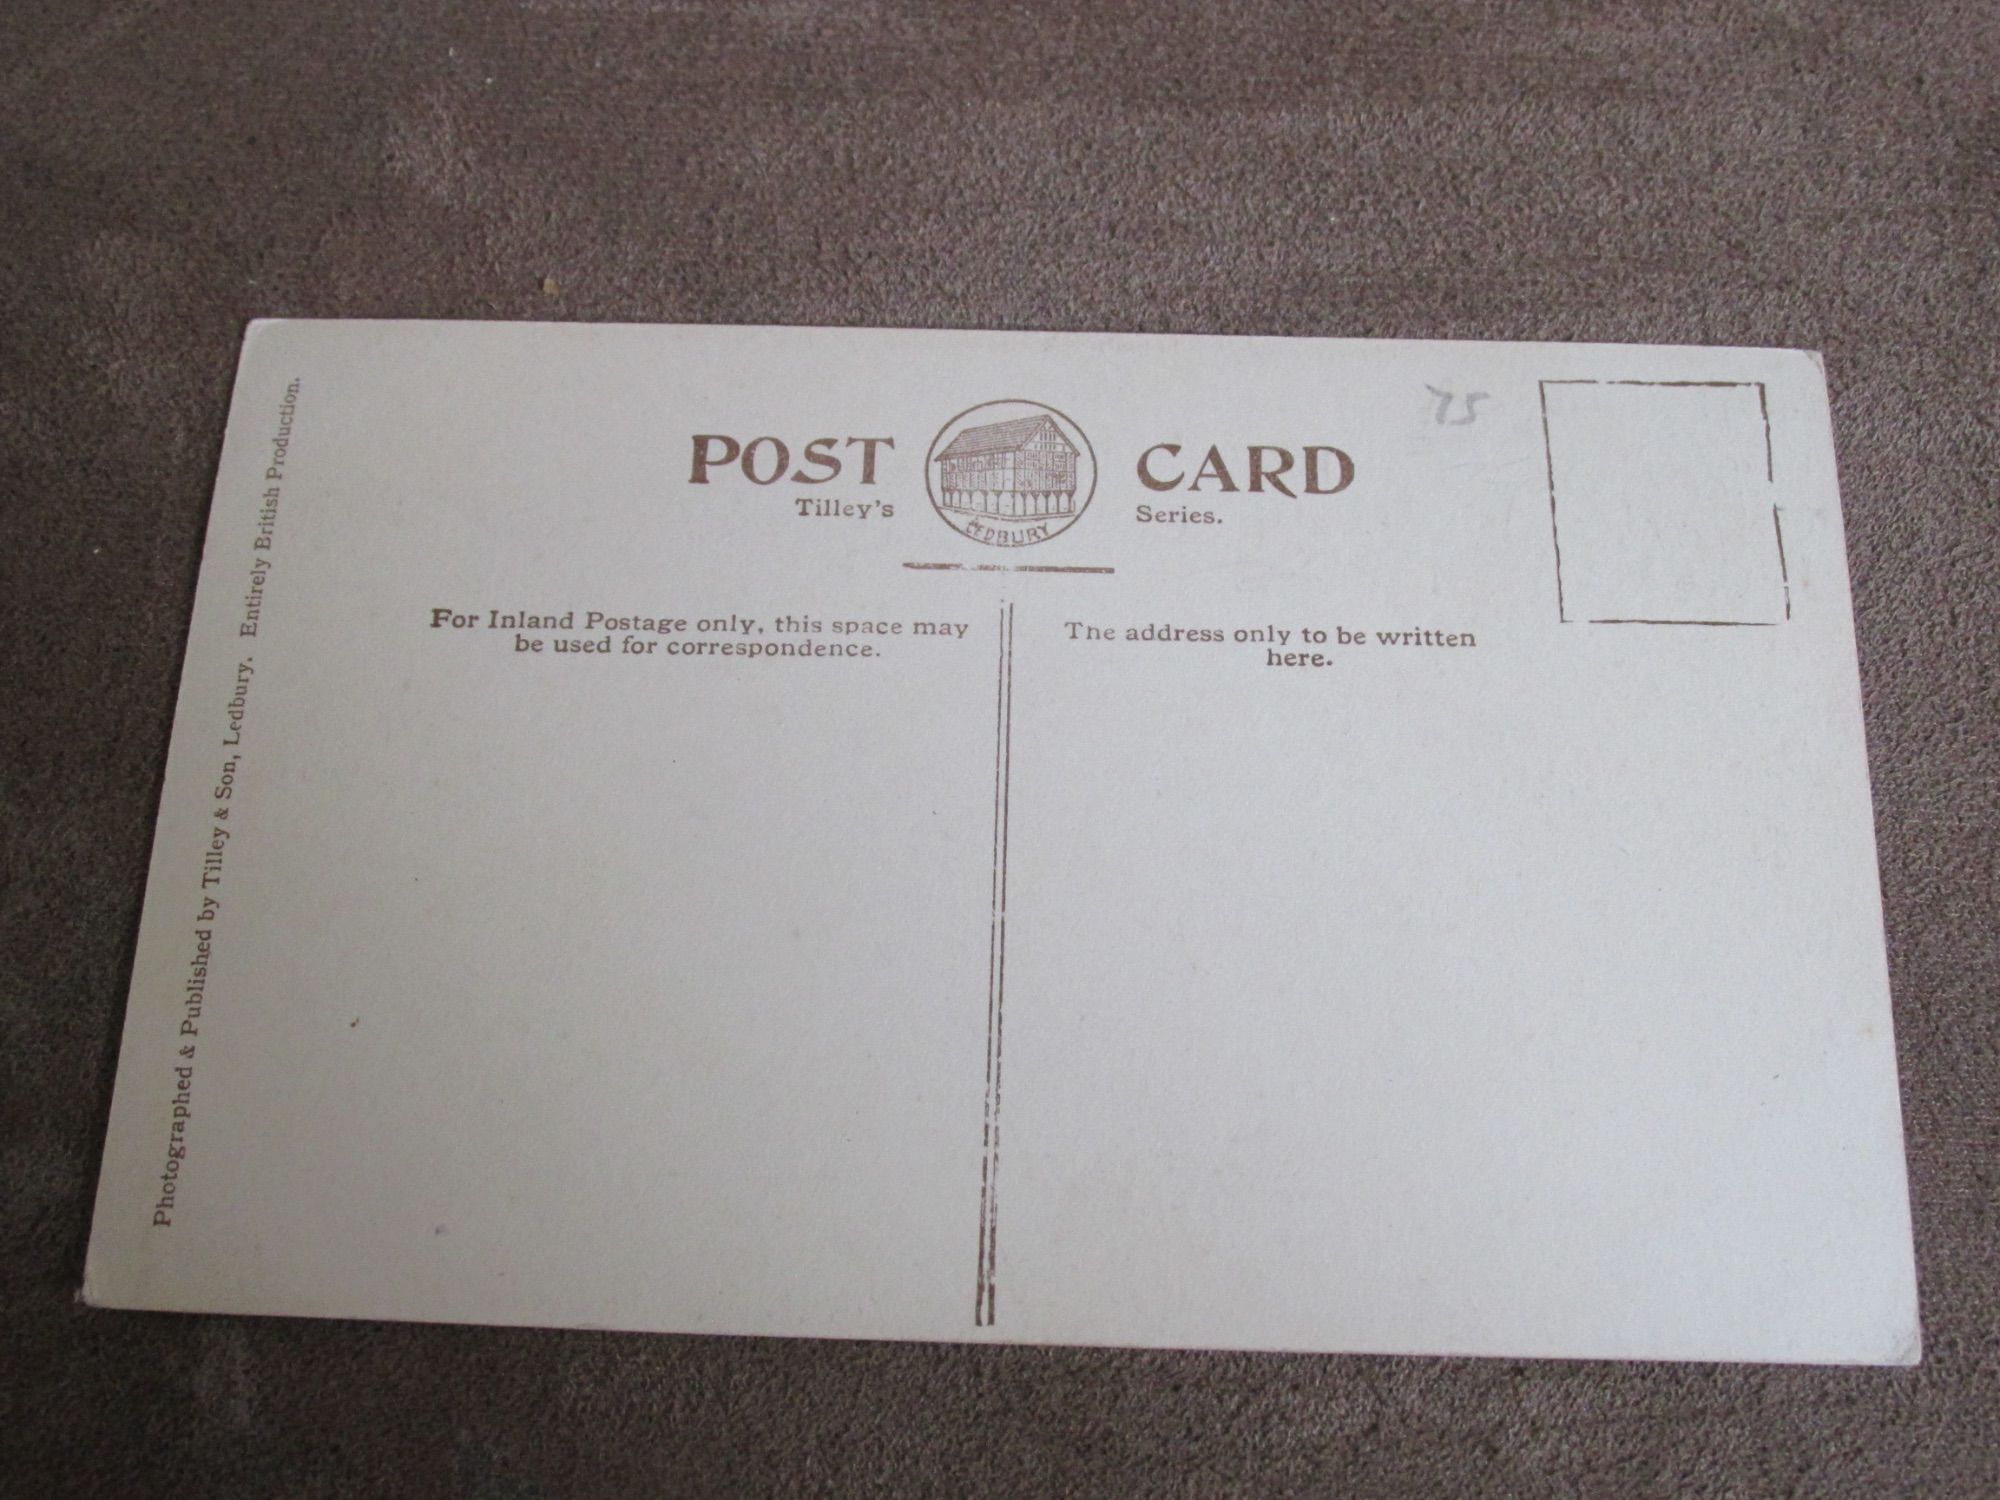 POST CARD
Tilley's Series.
LEDBURY
75
For Inland Postage only, this space may
be used for correspondence.
The address only to be written
here.
Photographed & Published by Tilley & Son, Ledbury. Entirely British Production.